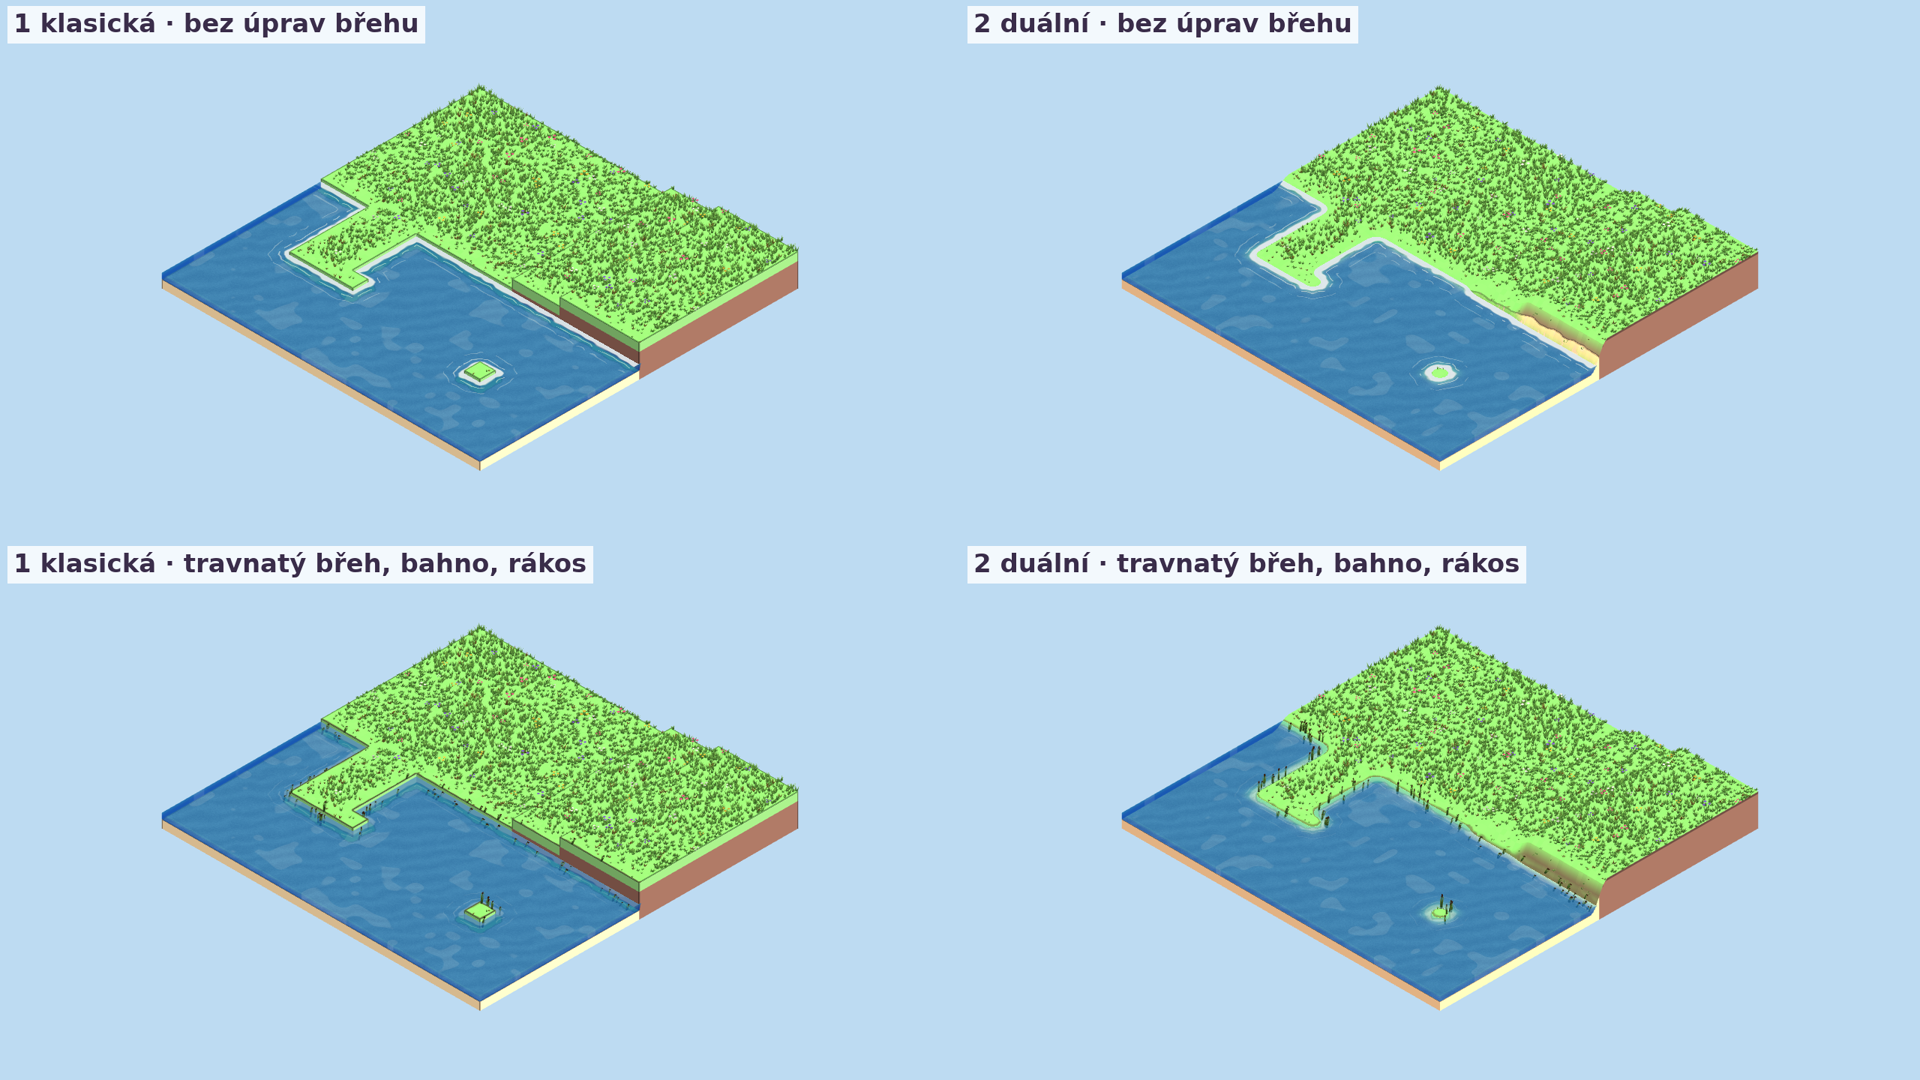 1 klasická · bez úprav břehu
2 duální · bez úprav břehu
1 klasická · travnatý břeh, bahno, rákos
2 duální · travnatý břeh, bahno, rákos